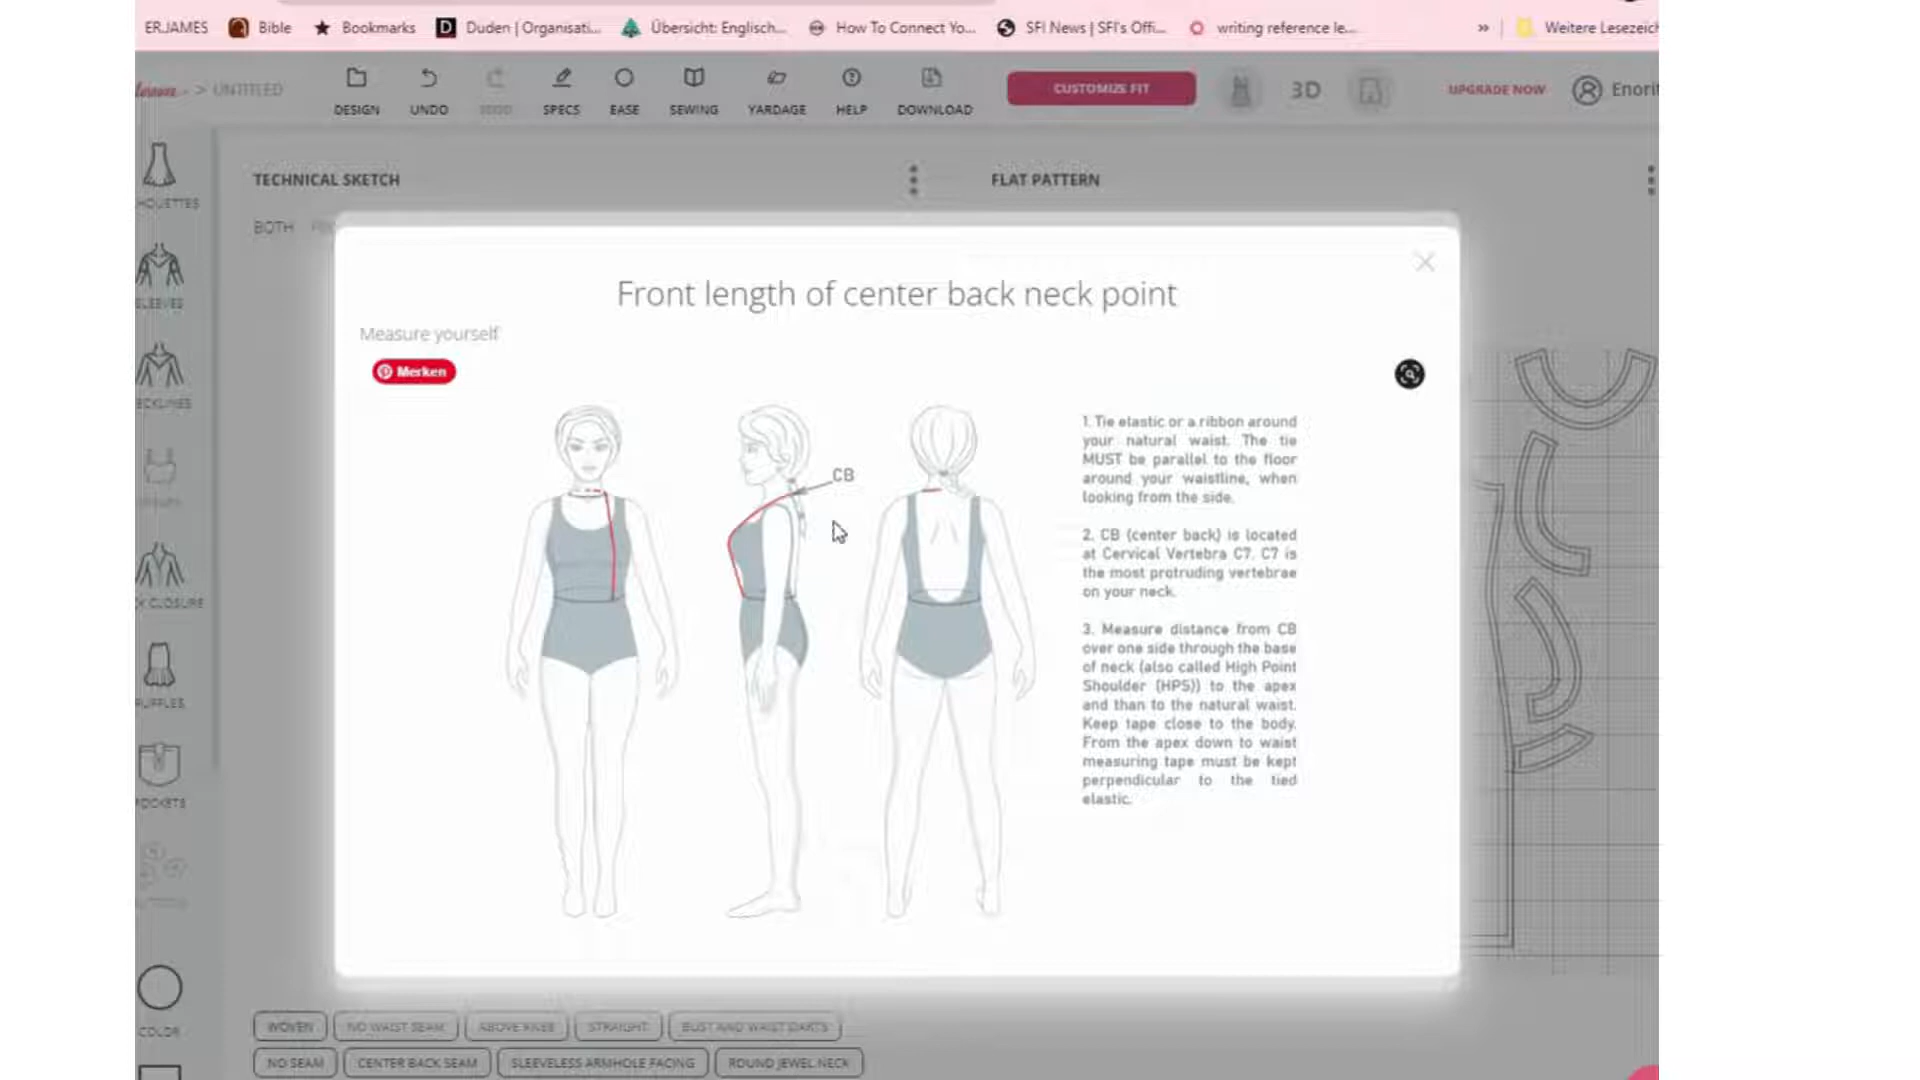 ERJAMES Bible Bookmarks Duden | Organisati... Übersicht: Englisch... How To Connect Yo... SFI News | SFI's Offi... writing reference le... » Weitere Lesezeich
> UNTITLED
DESIGN UNDO REDO SPECS EASE SEWING YARDAGE HELP DOWNLOAD
CUSTOMIZE FIT
3D
UPGRADE NOW
Enorit
TECHNICAL SKETCH
FLAT PATTERN
BOTH
HOUETTES
SLEEVES
ECKLINES
K CLOSURE
RUFFLES
POCKETS
COLOR
Front length of center back neck point
Measure yourself
Merken
CB
1. Tie elastic or a ribbon around
your natural waist. The tie
MUST be parallel to the floor
around your waistline, when
looking from the side.
2. CB (center back) is located
at Cervical Vertebra C7. C7 is
the most protruding vertebrae
on your neck.
3. Measure distance from CB
over one side through the base
of neck (also called High Point
Shoulder (HPS)) to the apex
and than to the natural waist.
Keep tape close to the body.
From the apex down to waist
measuring tape must be kept
perpendicular to the tied
elastic.
WOVEN NO WAIST SEAM ABOVE KNEE STRAIGHT BUST AND WAIST DARTS
NO SEAM CENTER BACK SEAM SLEEVELESS ARMHOLE FACING ROUND JEWEL NECK